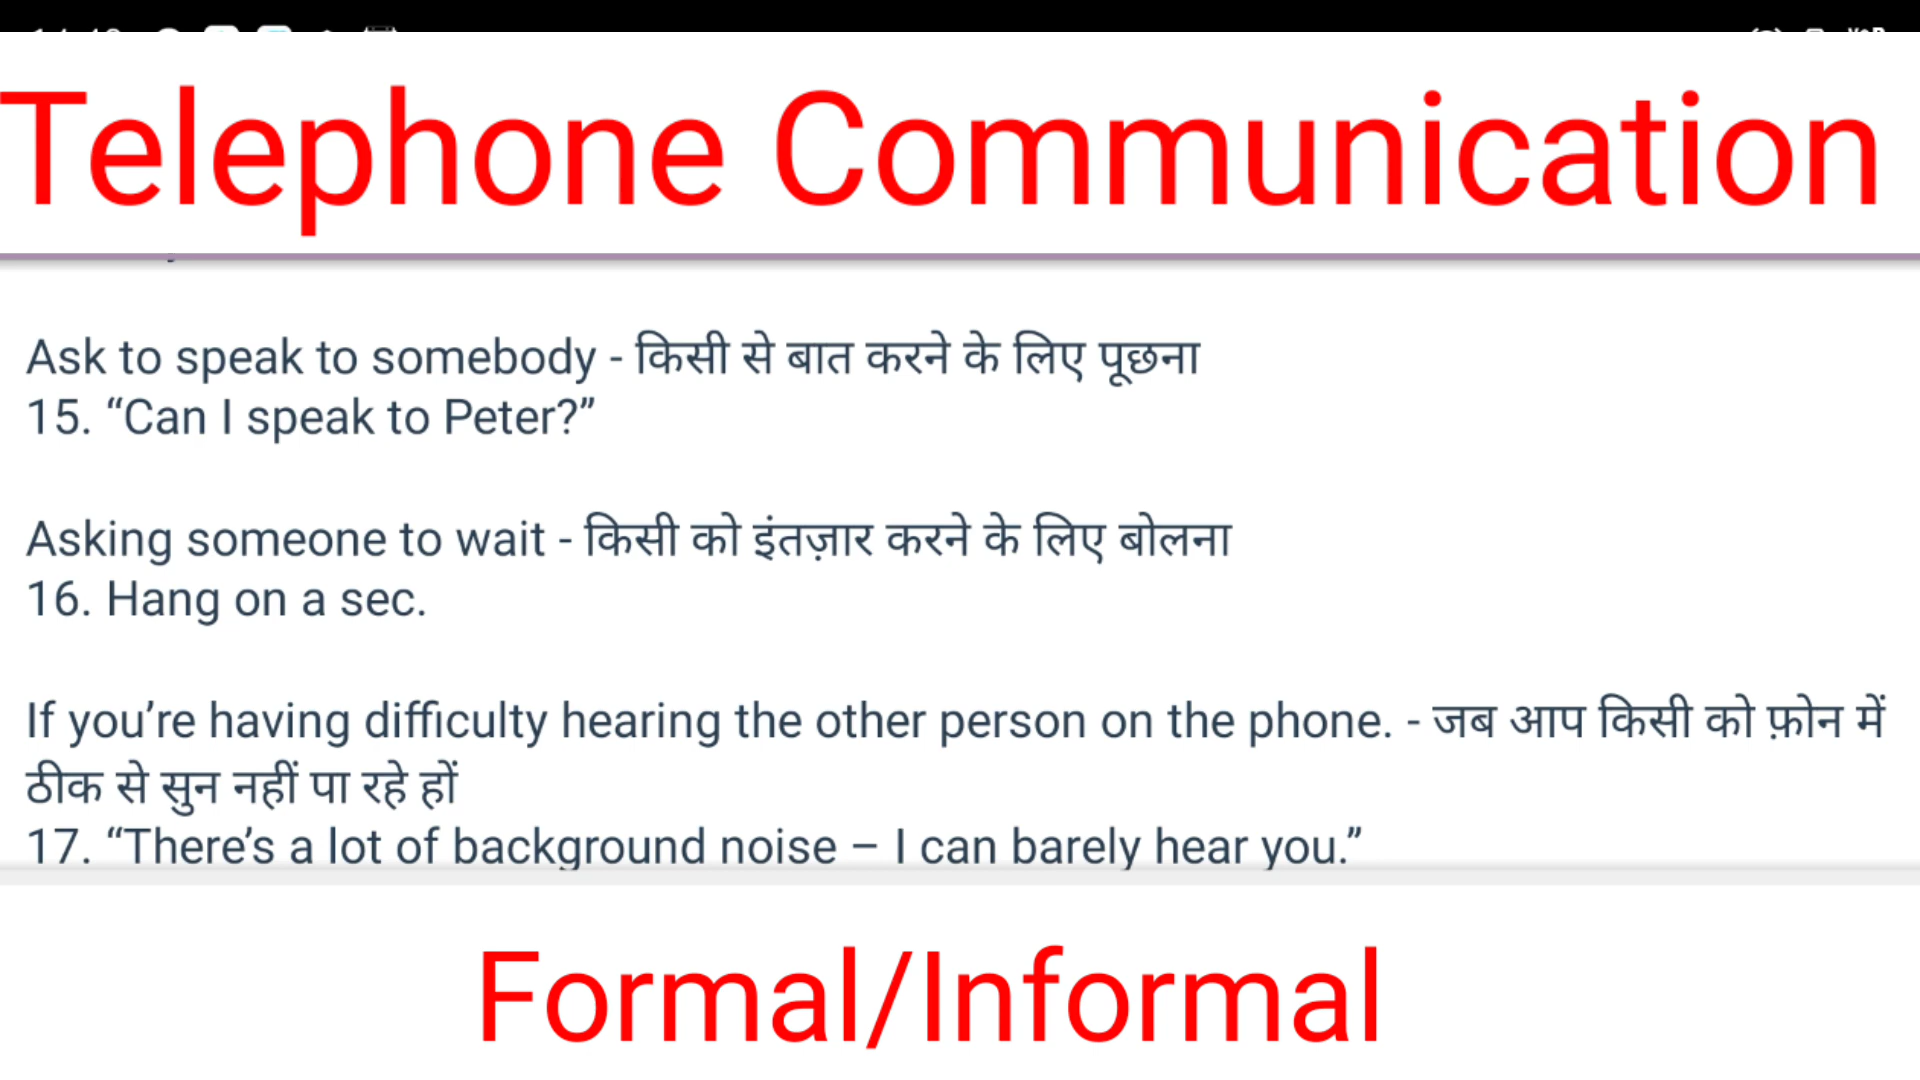 Telephone Communication
Ask to speak to somebody - किसी से बात करने के लिए पूछना
15. “Can I speak to Peter?”
Asking someone to wait - किसी को इंतज़ार करने के लिए बोलना
16. Hang on a sec.
If you’re having difficulty hearing the other person on the phone. - जब आप किसी को फ़ोन में
ठीक से सुन नहीं पा रहे हों
17. “There’s a lot of background noise – I can barely hear you.”
Formal/Informal